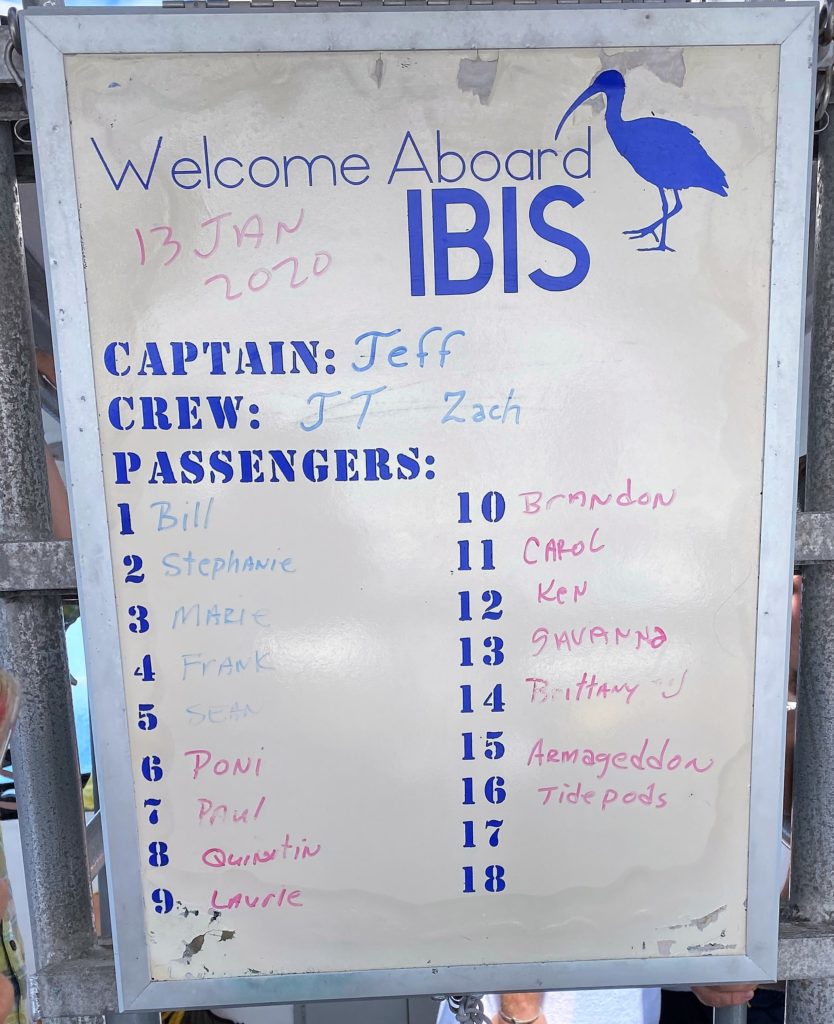 Welcome Aboard
IBIS
13 JAN
2020
CAPTAIN: Jeff
CREW: JT Zach
PASSENGERS:
1 Bill
2 Stephanie
3 MARIE
4 FRANK
5 SEAN
6 PONI
7 PAUl
8 QUINTIN
9 LAURIE
10 BRANDON
11 CAROL
12 KEN
13 SAVANNA
14 Brittany
15 Armageddon
16 Tidepods
17
18